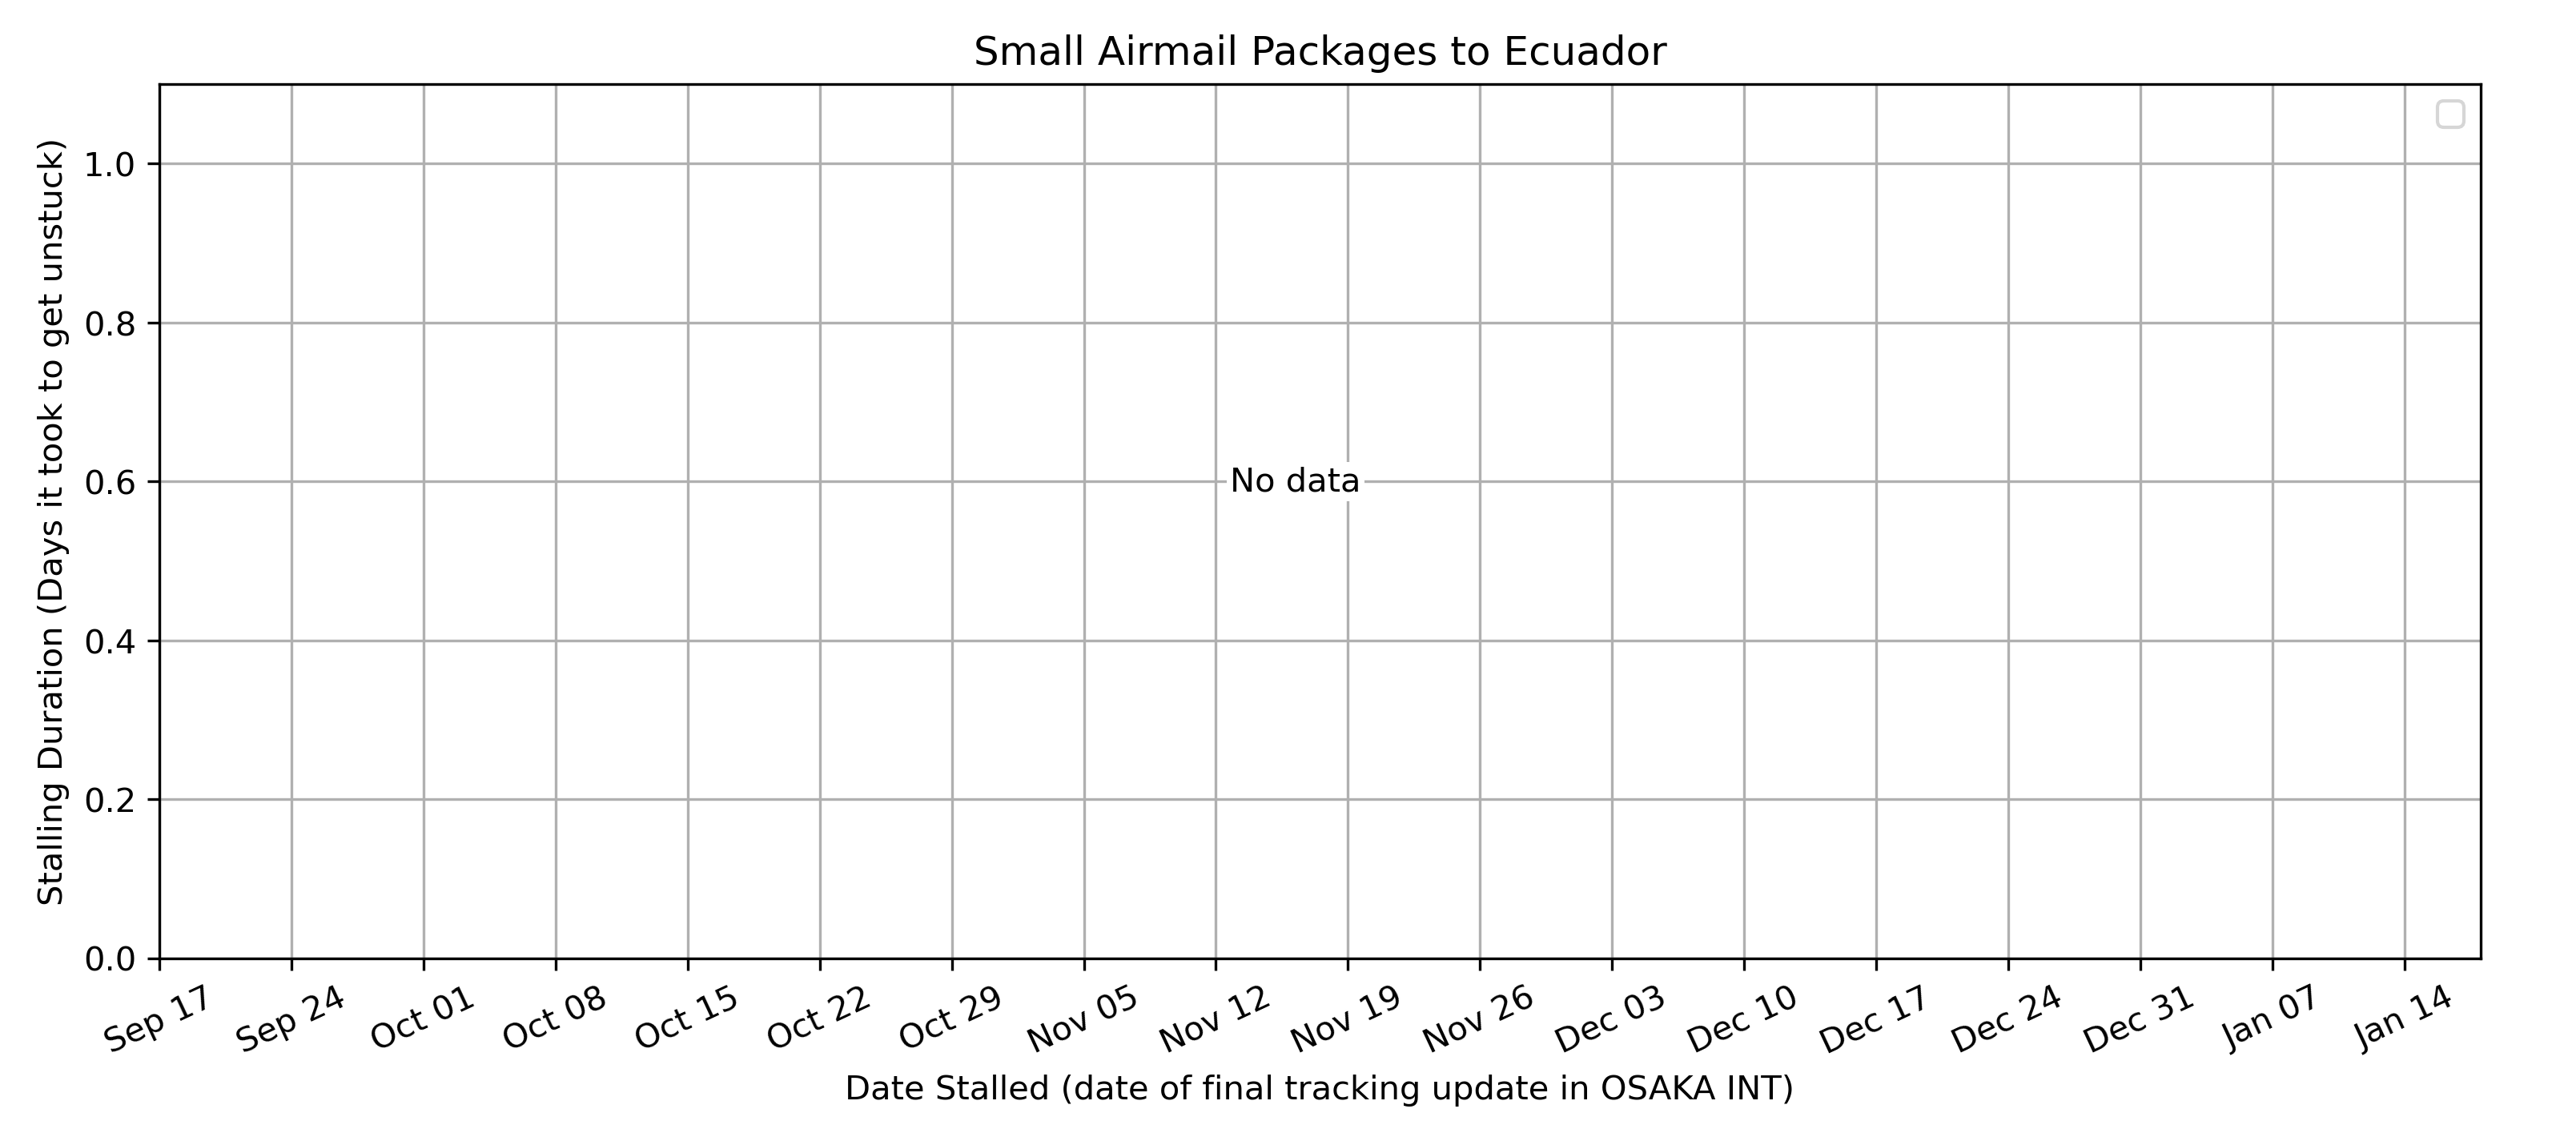 Small Airmail Packages to Ecuador
Stalling Duration (Days it took to get unstuck)
1.0
0.8
0.6
0.4
0.2
0.0
No data
Sep 17 Sep 24 Oct 01 Oct 08 Oct 15 Oct 22 Oct 29 Nov 05 Nov 12 Nov 19 Nov 26 Dec 03 Dec 10 Dec 17 Dec 24 Dec 31 Jan 07 Jan 14
Date Stalled (date of final tracking update in OSAKA INT)